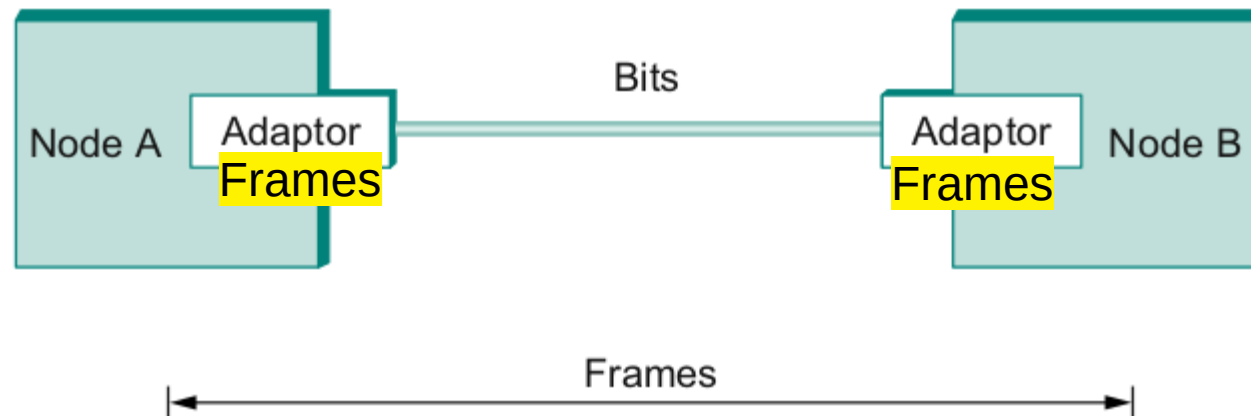 Bits
Node A
Adaptor
Frames
Adaptor
Frames
Node B
Frames